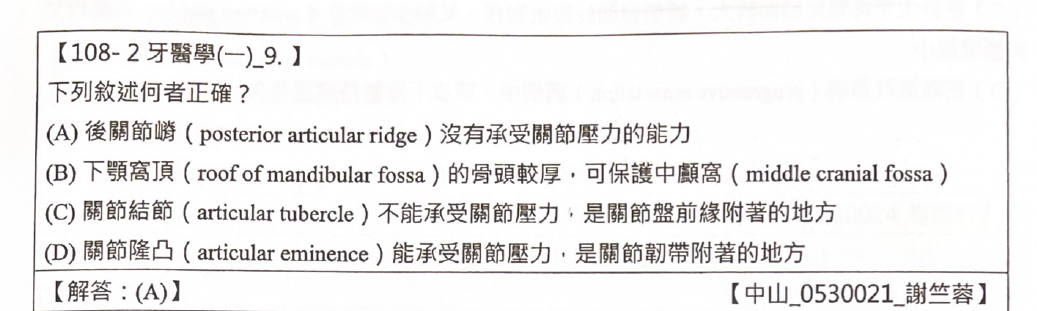 【108- 2 牙醫學(一)_9. 】
下列敘述何者正確？
(A) 後關節嵴（posterior articular ridge）沒有承受關節壓力的能力
(B) 下顎窩頂（roof of mandibular fossa）的骨頭較厚，可保護中顱窩（middle cranial fossa）
(C) 關節結節（articular tubercle）不能承受關節壓力，是關節盤前緣附著的地方
(D) 關節隆凸（articular eminence）能承受關節壓力，是關節韌帶附著的地方
【解答：(A)】 【中山_0530021_謝竺蓉】